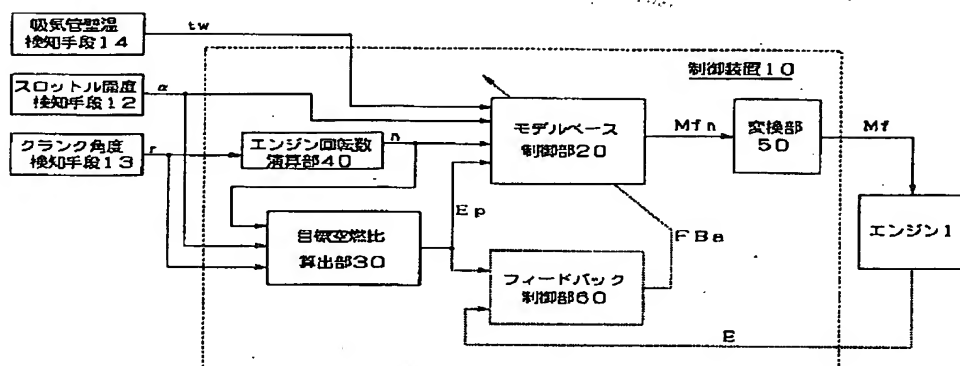 吸気管壁温
検知手段14
tw
制御装置10
スロットル開度
検知手段12
α
モデルベース
制御部20
Mfn
変換部
50
Mf
クランク角度
検知手段13
r
エンジン回転数
演算部40
n
目標空燃比
算出部30
Ep
FBa
エンジン1
フィードバック
制御部60
E